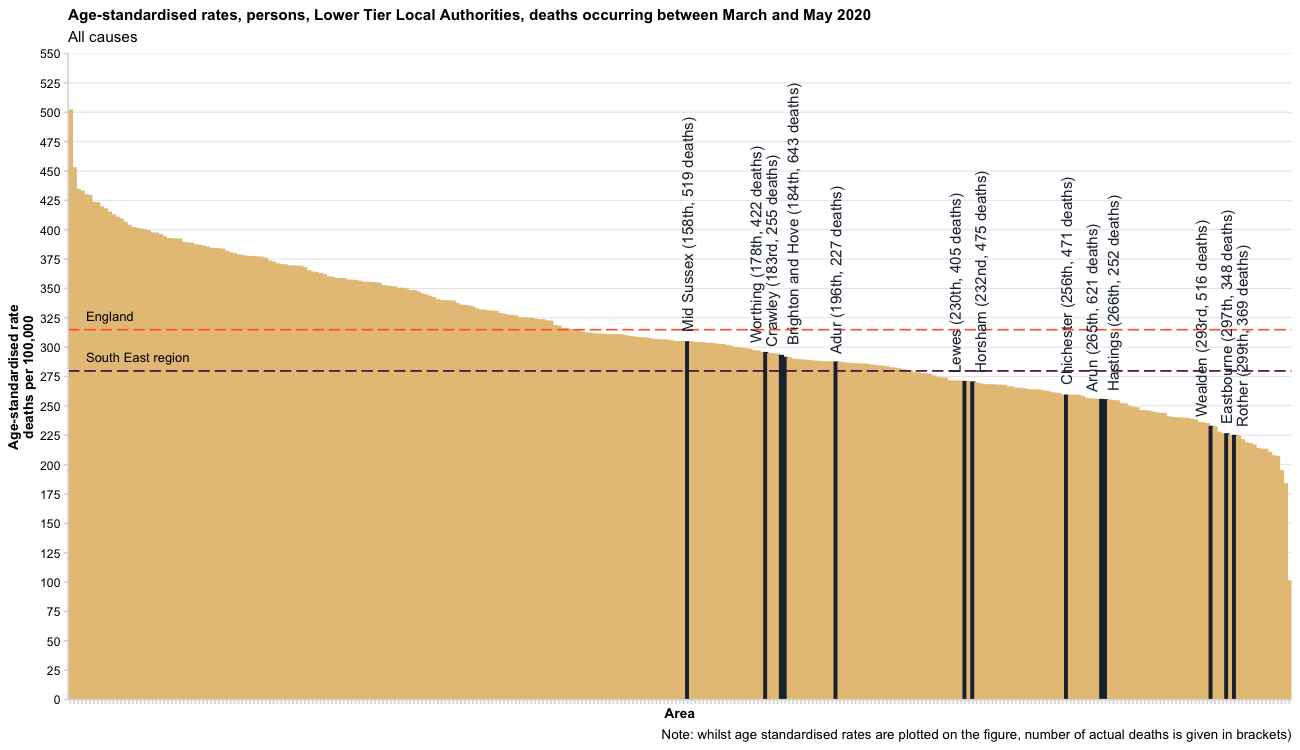 Age-standardised rates, persons, Lower Tier Local Authorities, deaths occurring between March and May 2020
All causes
Age-standardised rate
deaths per 100,000
550
525
500
475
450
425
400
375
350
325
300
275
250
225
200
175
150
125
100
75
50
25
0
England
South East region
Mid Sussex (158th, 519 deaths)
Worthing (178th, 422 deaths)
Crawley (183rd, 255 deaths)
Brighton and Hove (184th, 643 deaths)
Adur (196th, 227 deaths)
Lewes (230th, 405 deaths)
Horsham (232nd, 475 deaths)
Chichester (256th, 471 deaths)
Arun (265th, 621 deaths)
Hastings (266th, 252 deaths)
Wealden (293rd, 516 deaths)
Eastbourne (297th, 348 deaths)
Rother (299th, 369 deaths)
Area
Note: whilst age standardised rates are plotted on the figure, number of actual deaths is given in brackets)